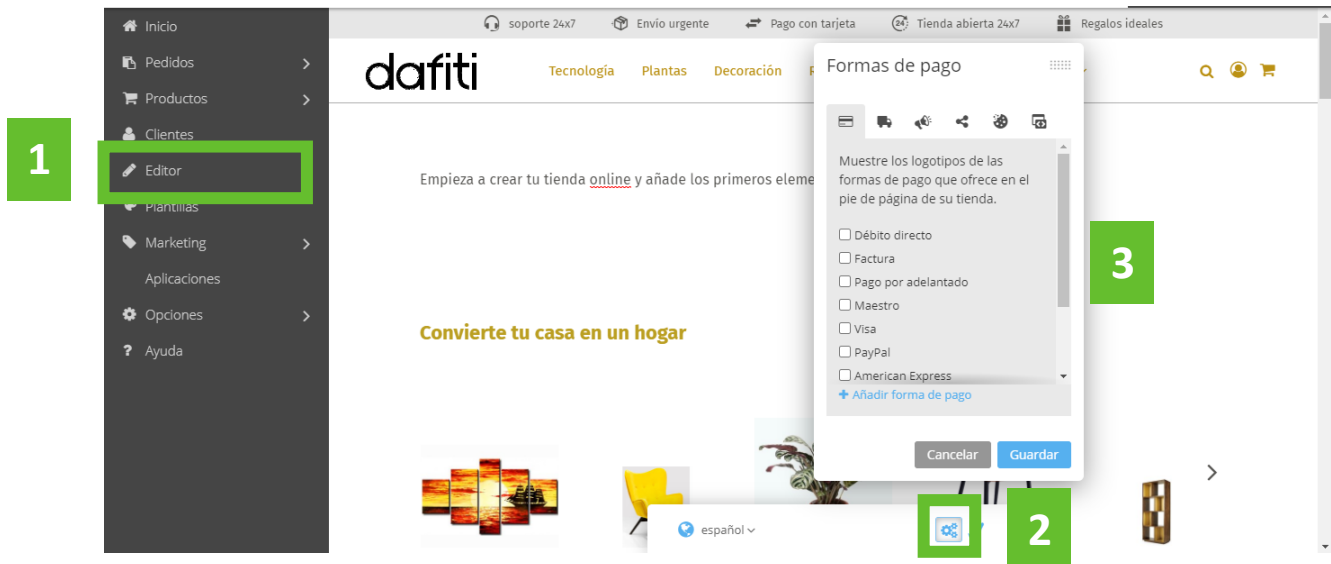 Inicio
Pedidos
Productos
Clientes
1
Editor
Plantillas
Marketing
Aplicaciones
Opciones
? Ayuda
soporte 24x7
Envío urgente
Pago con tarjeta
24
Tienda abierta 24x7
Regalos ideales
dafiti
Tecnología
Plantas
Decoración
Empieza a crear tu tienda online y añade los primeros
Convierte tu casa en un hogar
Formas de pago
Muestre los logotipos de las
formas de pago que ofrece en el
pie de página de su tienda.
Débito directo
Factura
Pago por adelantado
Maestro
Visa
PayPal
American Express
+ Añadir forma de pago
Cancelar
Guardar
3
español
2